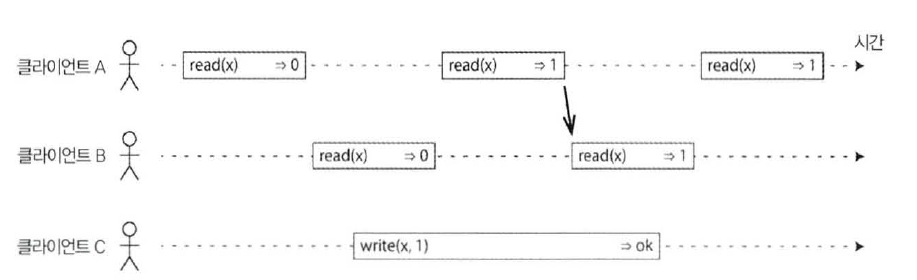 시간
클라이언트 A read(x) ⇒ 0 read(x) ⇒ 1 read(x) ⇒ 1
클라이언트 B read(x) ⇒ 0 read(x) ⇒ 1
클라이언트 C write(x, 1) ⇒ ok